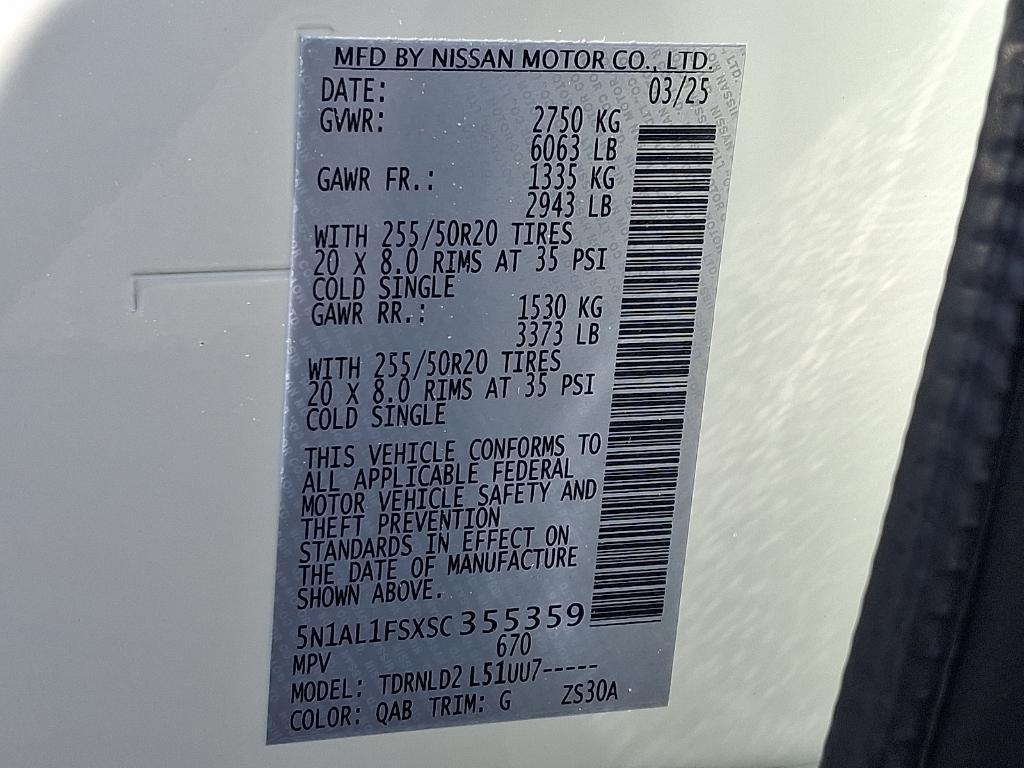 MFD BY NISSAN MOTOR CO., LTD.
DATE: 03/25
GVWR: 2750 KG
6063 LB
GAWR FR.: 1335 KG
2943 LB
WITH 255/50R20 TIRES
20 X 8.0 RIMS AT 35 PSI
COLD SINGLE
GAWR RR.: 1530 KG
3373 LB
WITH 255/50R20 TIRES
20 X 8.0 RIMS AT 35 PSI
COLD SINGLE
THIS VEHICLE CONFORMS TO
ALL APPLICABLE FEDERAL
MOTOR VEHICLE SAFETY AND
THEFT PREVENTION
STANDARDS IN EFFECT ON
THE DATE OF MANUFACTURE
SHOWN ABOVE.
5N1AL1FSXSC355359
MPV 670
MODEL: TDRNLD2 L51UU7-----
COLOR: QAB TRIM: G ZS30A